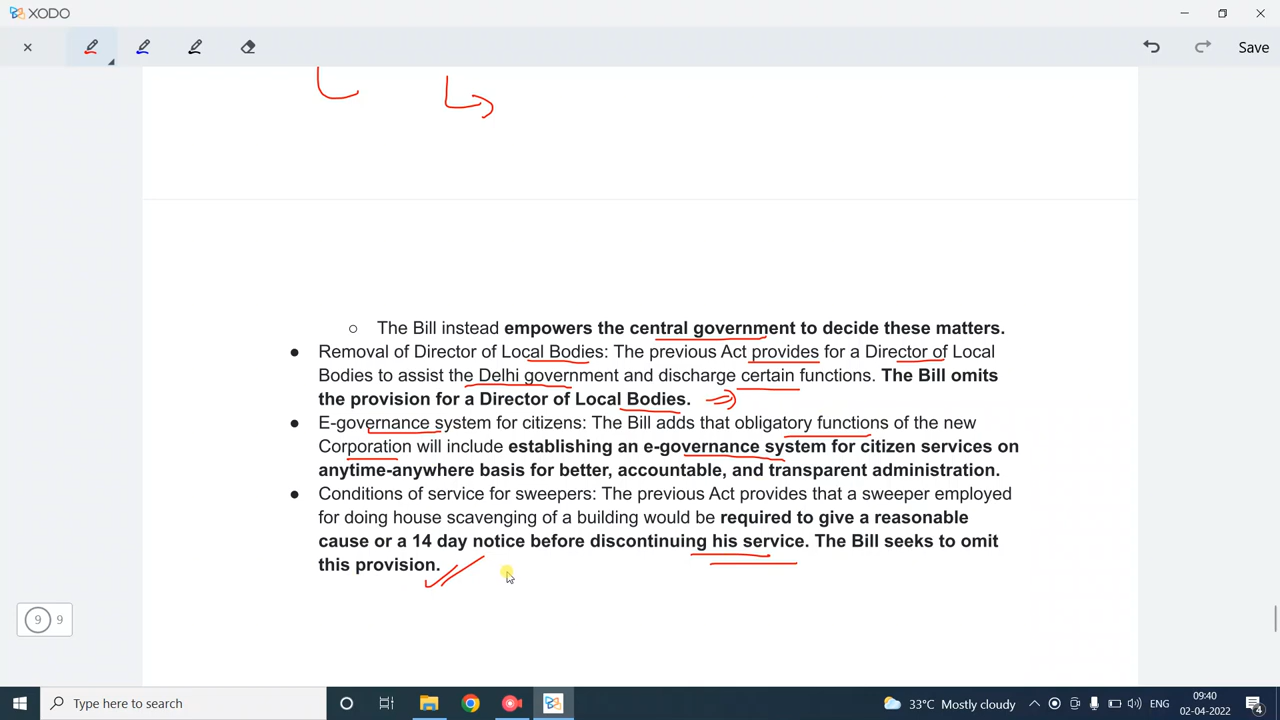 XODO
Save
The Bill instead empowers the central government to decide these matters.
Removal of Director of Local Bodies: The previous Act provides for a Director of Local
Bodies to assist the Delhi government and discharge certain functions. The Bill omits
the provision for a Director of Local Bodies.
E-governance system for citizens: The Bill adds that obligatory functions of the new
Corporation will include establishing an e-governance system for citizen services on
anytime-anywhere basis for better, accountable, and transparent administration.
Conditions of service for sweepers: The previous Act provides that a sweeper employed
for doing house scavenging of a building would be required to give a reasonable
cause or a 14 day notice before discontinuing his service. The Bill seeks to omit
this provision.
9 9
Type here to search
33°C Mostly cloudy
ENG
09:40
02-04-2022
4